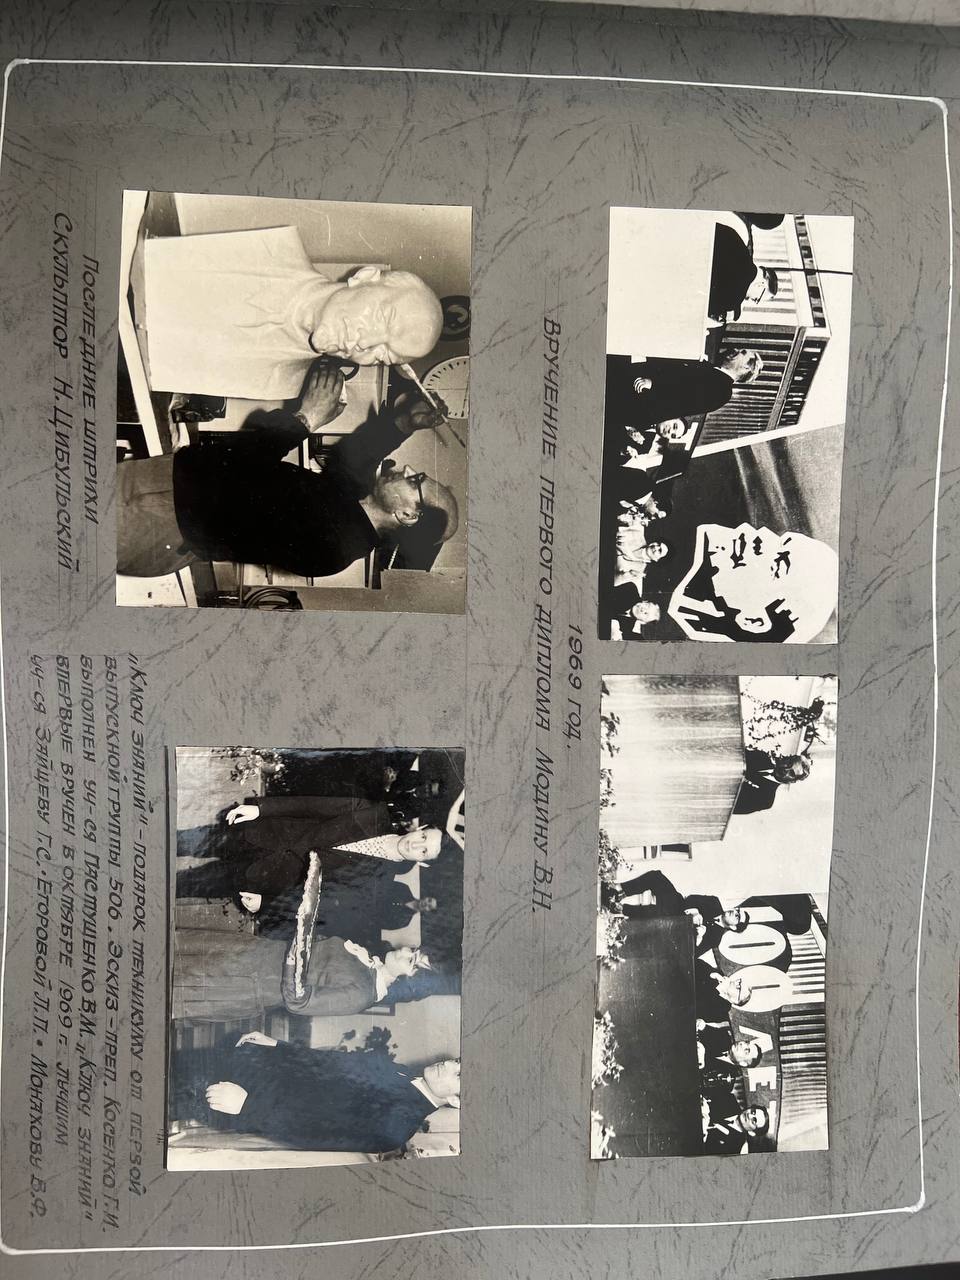 100 ЛЕТ
1969 ГОД.
ВРУЧЕНИЕ ПЕРВОГО ДИПЛОМА МОДИНУ В.Н.
ПОСЛЕДНИЕ ШТРИХИ
СКУЛЬПТОР Н.ЦИБУЛЬСКИЙ
„КЛЮЧ ЗНАНИЙ" – ПОДАРОК ТЕХНИКУМУ ОТ ПЕРВОЙ
ВЫПУСКНОЙ ГРУППЫ 506. ЭСКИЗ – ПРЕП. КОСЕНКО Г.И.
ВЫПОЛНЕН УЧ-СЯ ПАСТУЩЕНКО В.М. „КЛЮЧ ЗНАНИЙ"
ВПЕРВЫЕ ВРУЧЕН В ОКТЯБРЕ 1969 г. ЛУЧШИМ
УЧ-СЯ ЗАЙЦЕВУ Г.С. • ЕГОРОВОЙ Л.П. • МОНАХОВУ В.Ф.